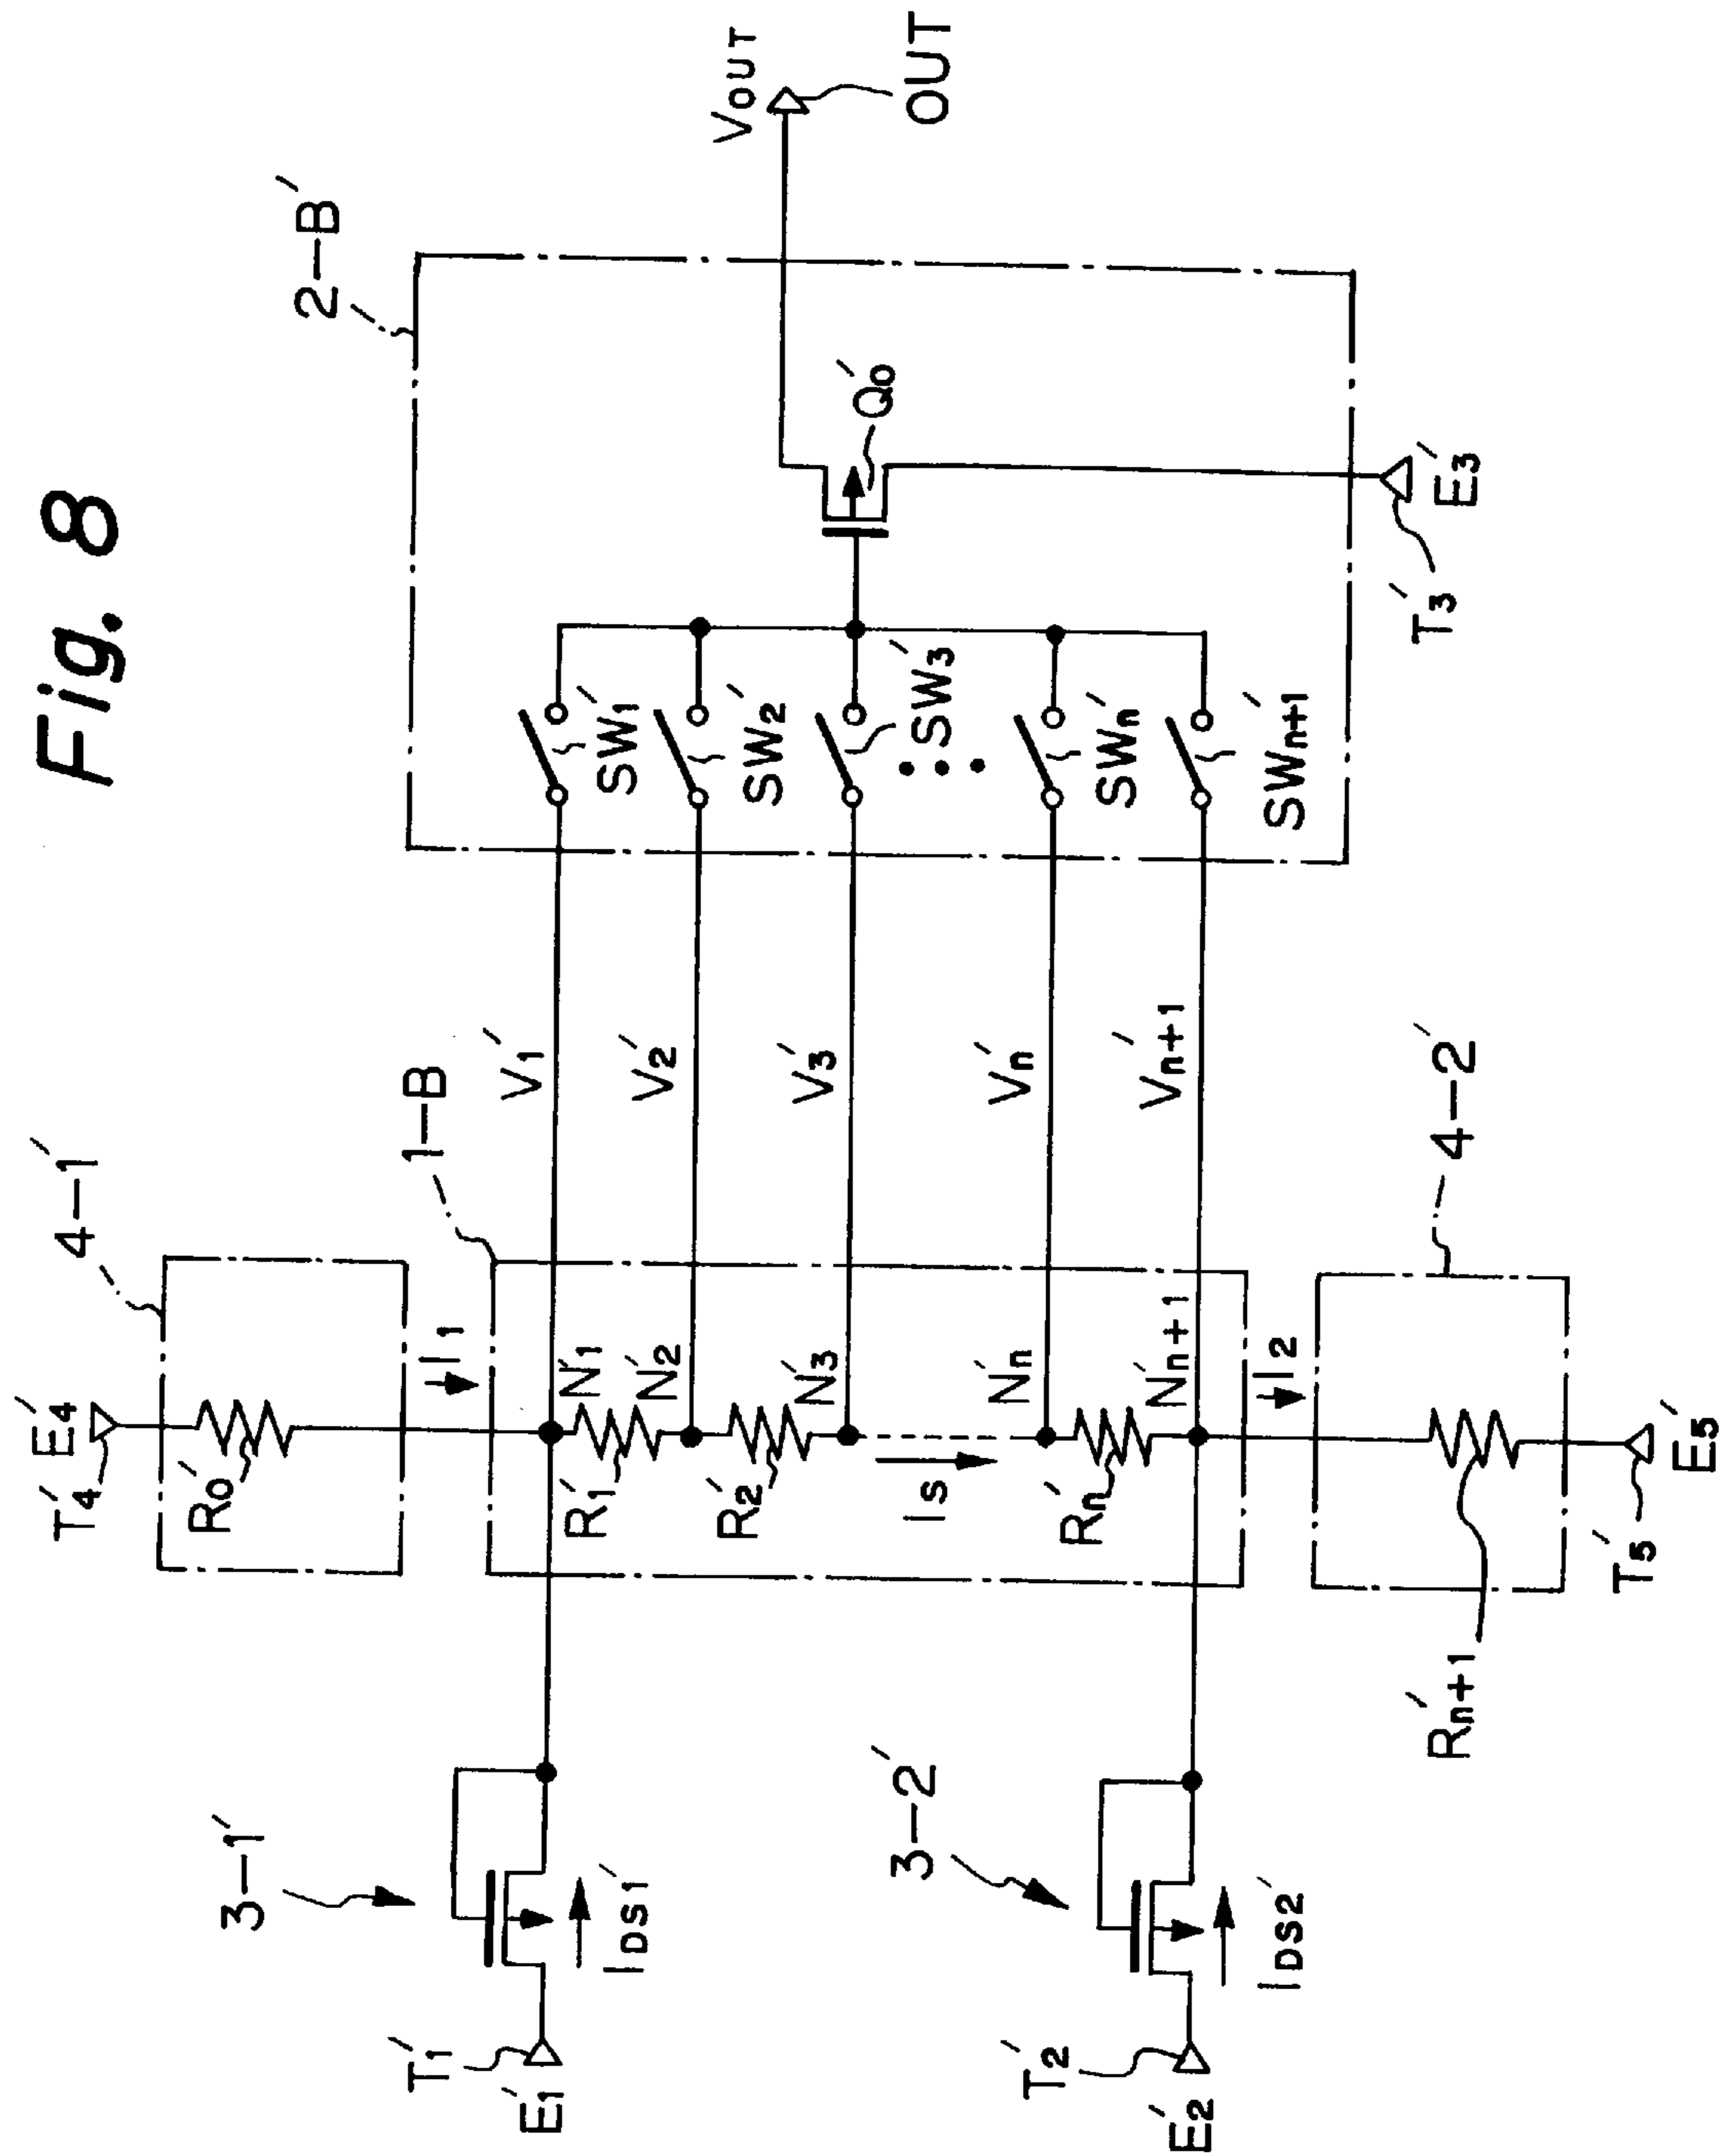 Fig. 8
T4' E4'
4-1'
R0'
I1
1-B
2-B'
VOUT
OUT
3-1'
T1'
E1'
IDS1'
N1'
R1'
V1'
SW1'
N2'
R2'
V2'
SW2'
Q0'
N3'
V3'
SW3'
IS
Nn'
Rn'
Vn'
SWn'
3-2'
T2'
E2'
IDS2'
Nn+1'
Vn+1'
SWn+1'
I2
T3'
E3'
4-2'
Rn+1'
T5'
E5'